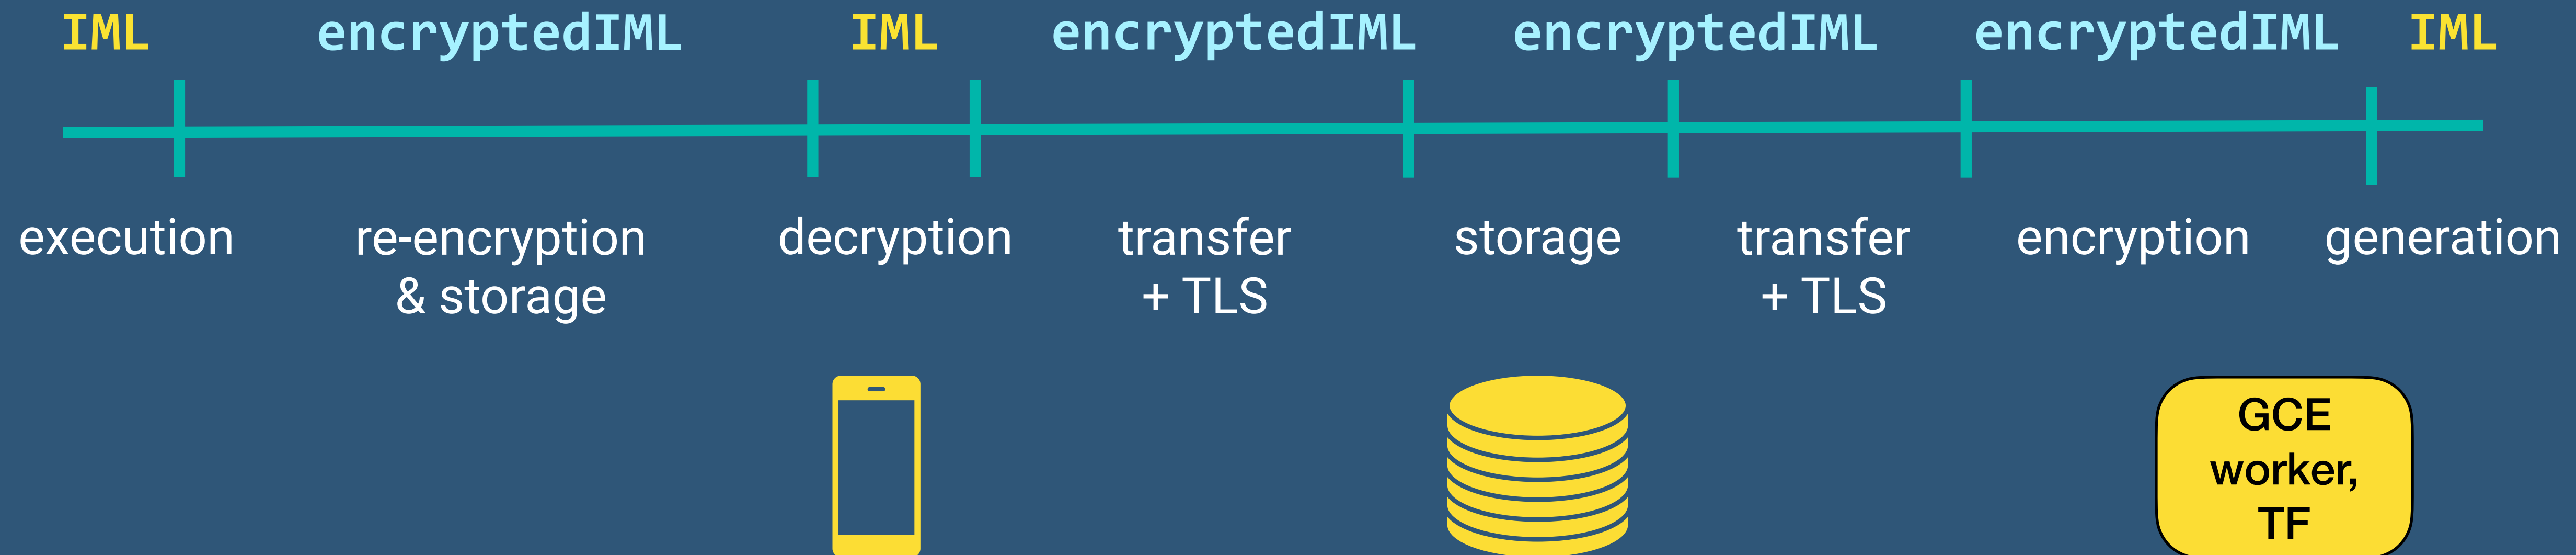 IML encryptedIML IML encryptedIML encryptedIML encryptedIML IML
execution re-encryption decryption transfer storage transfer encryption generation
& storage + TLS + TLS
GCE
worker,
TF